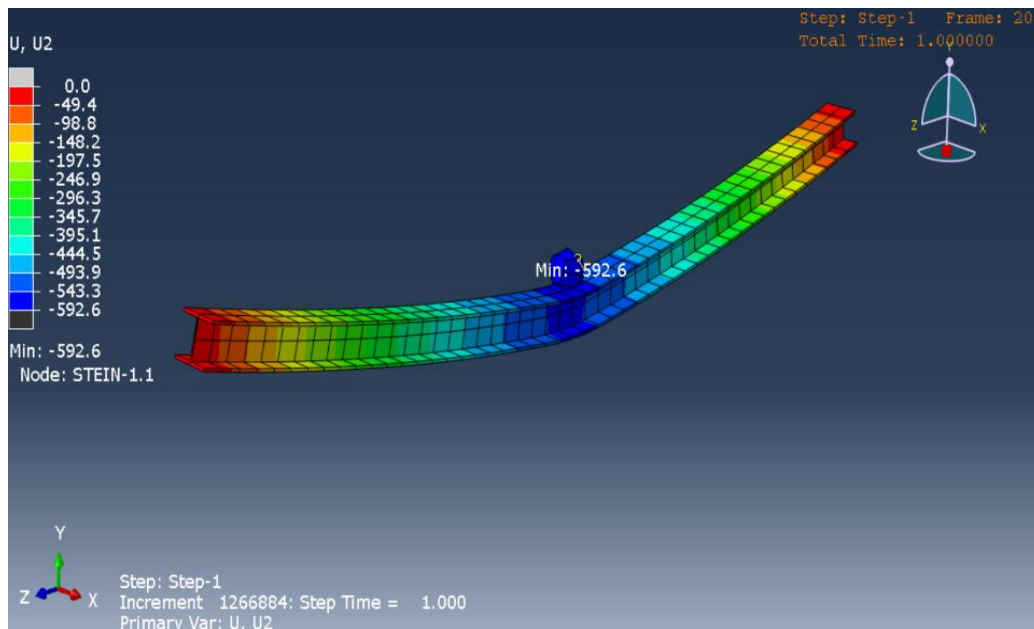 Step: Step-1 Frame: 20
Total Time: 1.000000
U, U2
0.0
-49.4
-98.8
-148.2
-197.5
-246.9
-296.3
-345.7
-395.1
-444.5
-493.9
-543.3
-592.6
Min: -592.6
Node: STEIN-1.1
Y
Z
X
Min: -592.6
Y
Z
X
Step: Step-1
Increment 1266884: Step Time = 1.000
Primary Var: U, U2